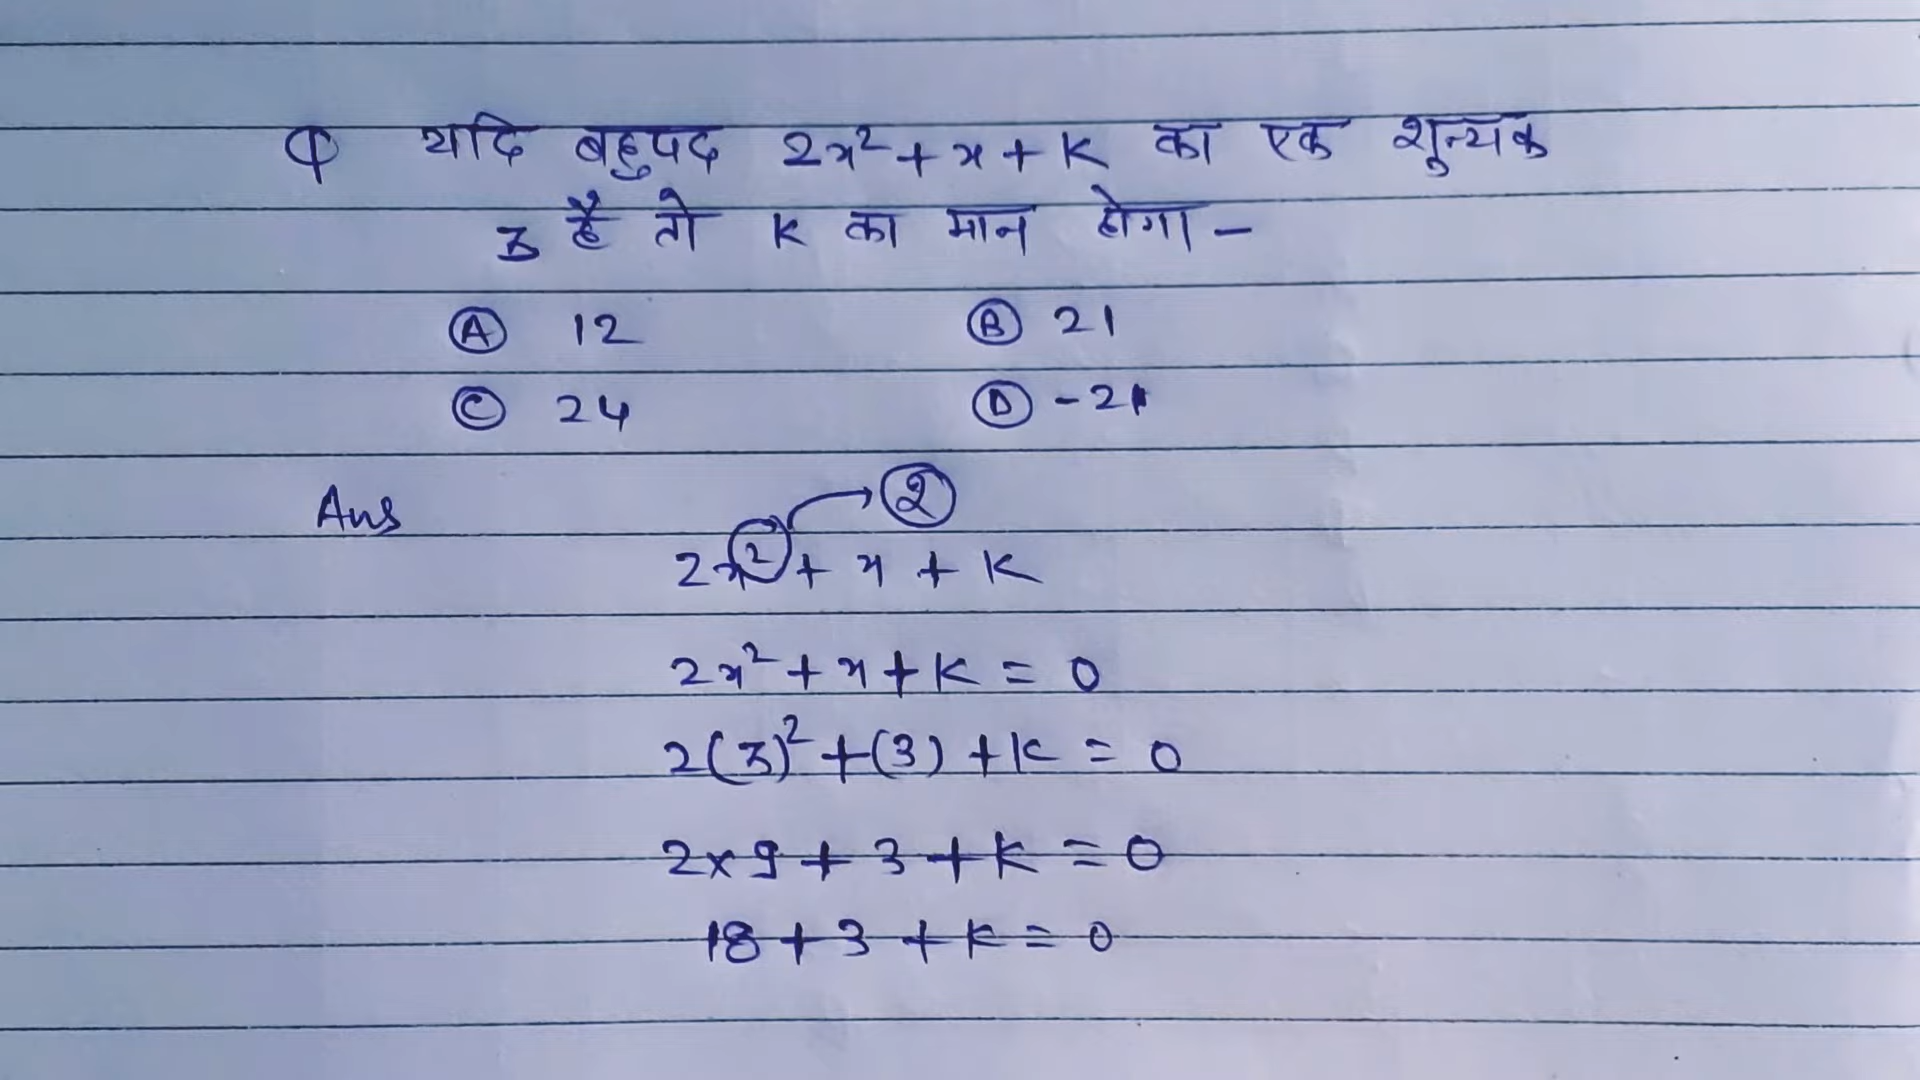 Q यदि बहुपद 2x² + x + K का एक शून्यक
3 है तो K का मान होगा -
(A) 12 (B) 21
(C) 24 (D) -21
Ans
2
2x² + x + K
2x² + x + K = 0
2(3)² + (3) + K = 0
2×9 + 3 + K = 0
18 + 3 + K = 0